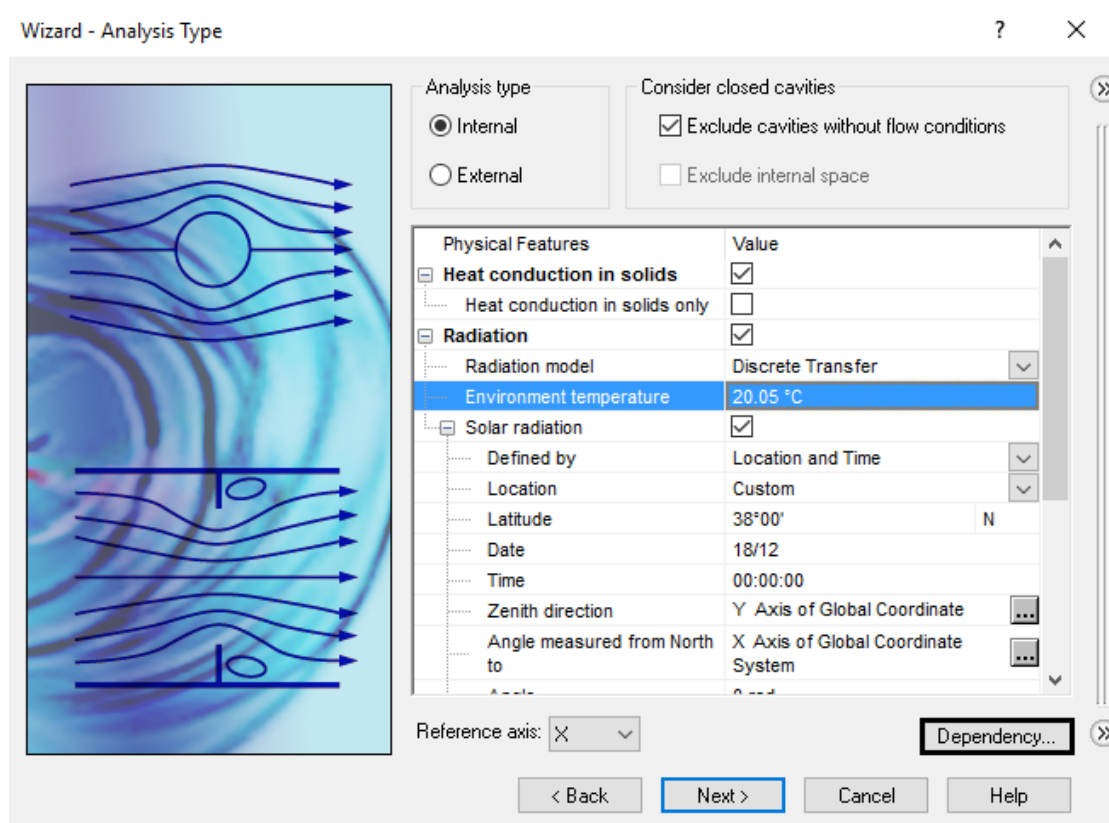 Wizard - Analysis Type
?
Analysis type
Consider closed cavities
Internal
Exclude cavities without flow conditions
External
Exclude internal space
Physical Features Value
Heat conduction in solids
Heat conduction in solids only
Radiation
Radiation model Discrete Transfer
Environment temperature 20.05 °C
Solar radiation
Defined by Location and Time
Location Custom
Latitude 38°00' N
Date 18/12
Time 00:00:00
Zenith direction Y Axis of Global Coordinate ...
Angle measured from North X Axis of Global Coordinate
to System ...
Reference axis: X
Dependency...
< Back Next > Cancel Help